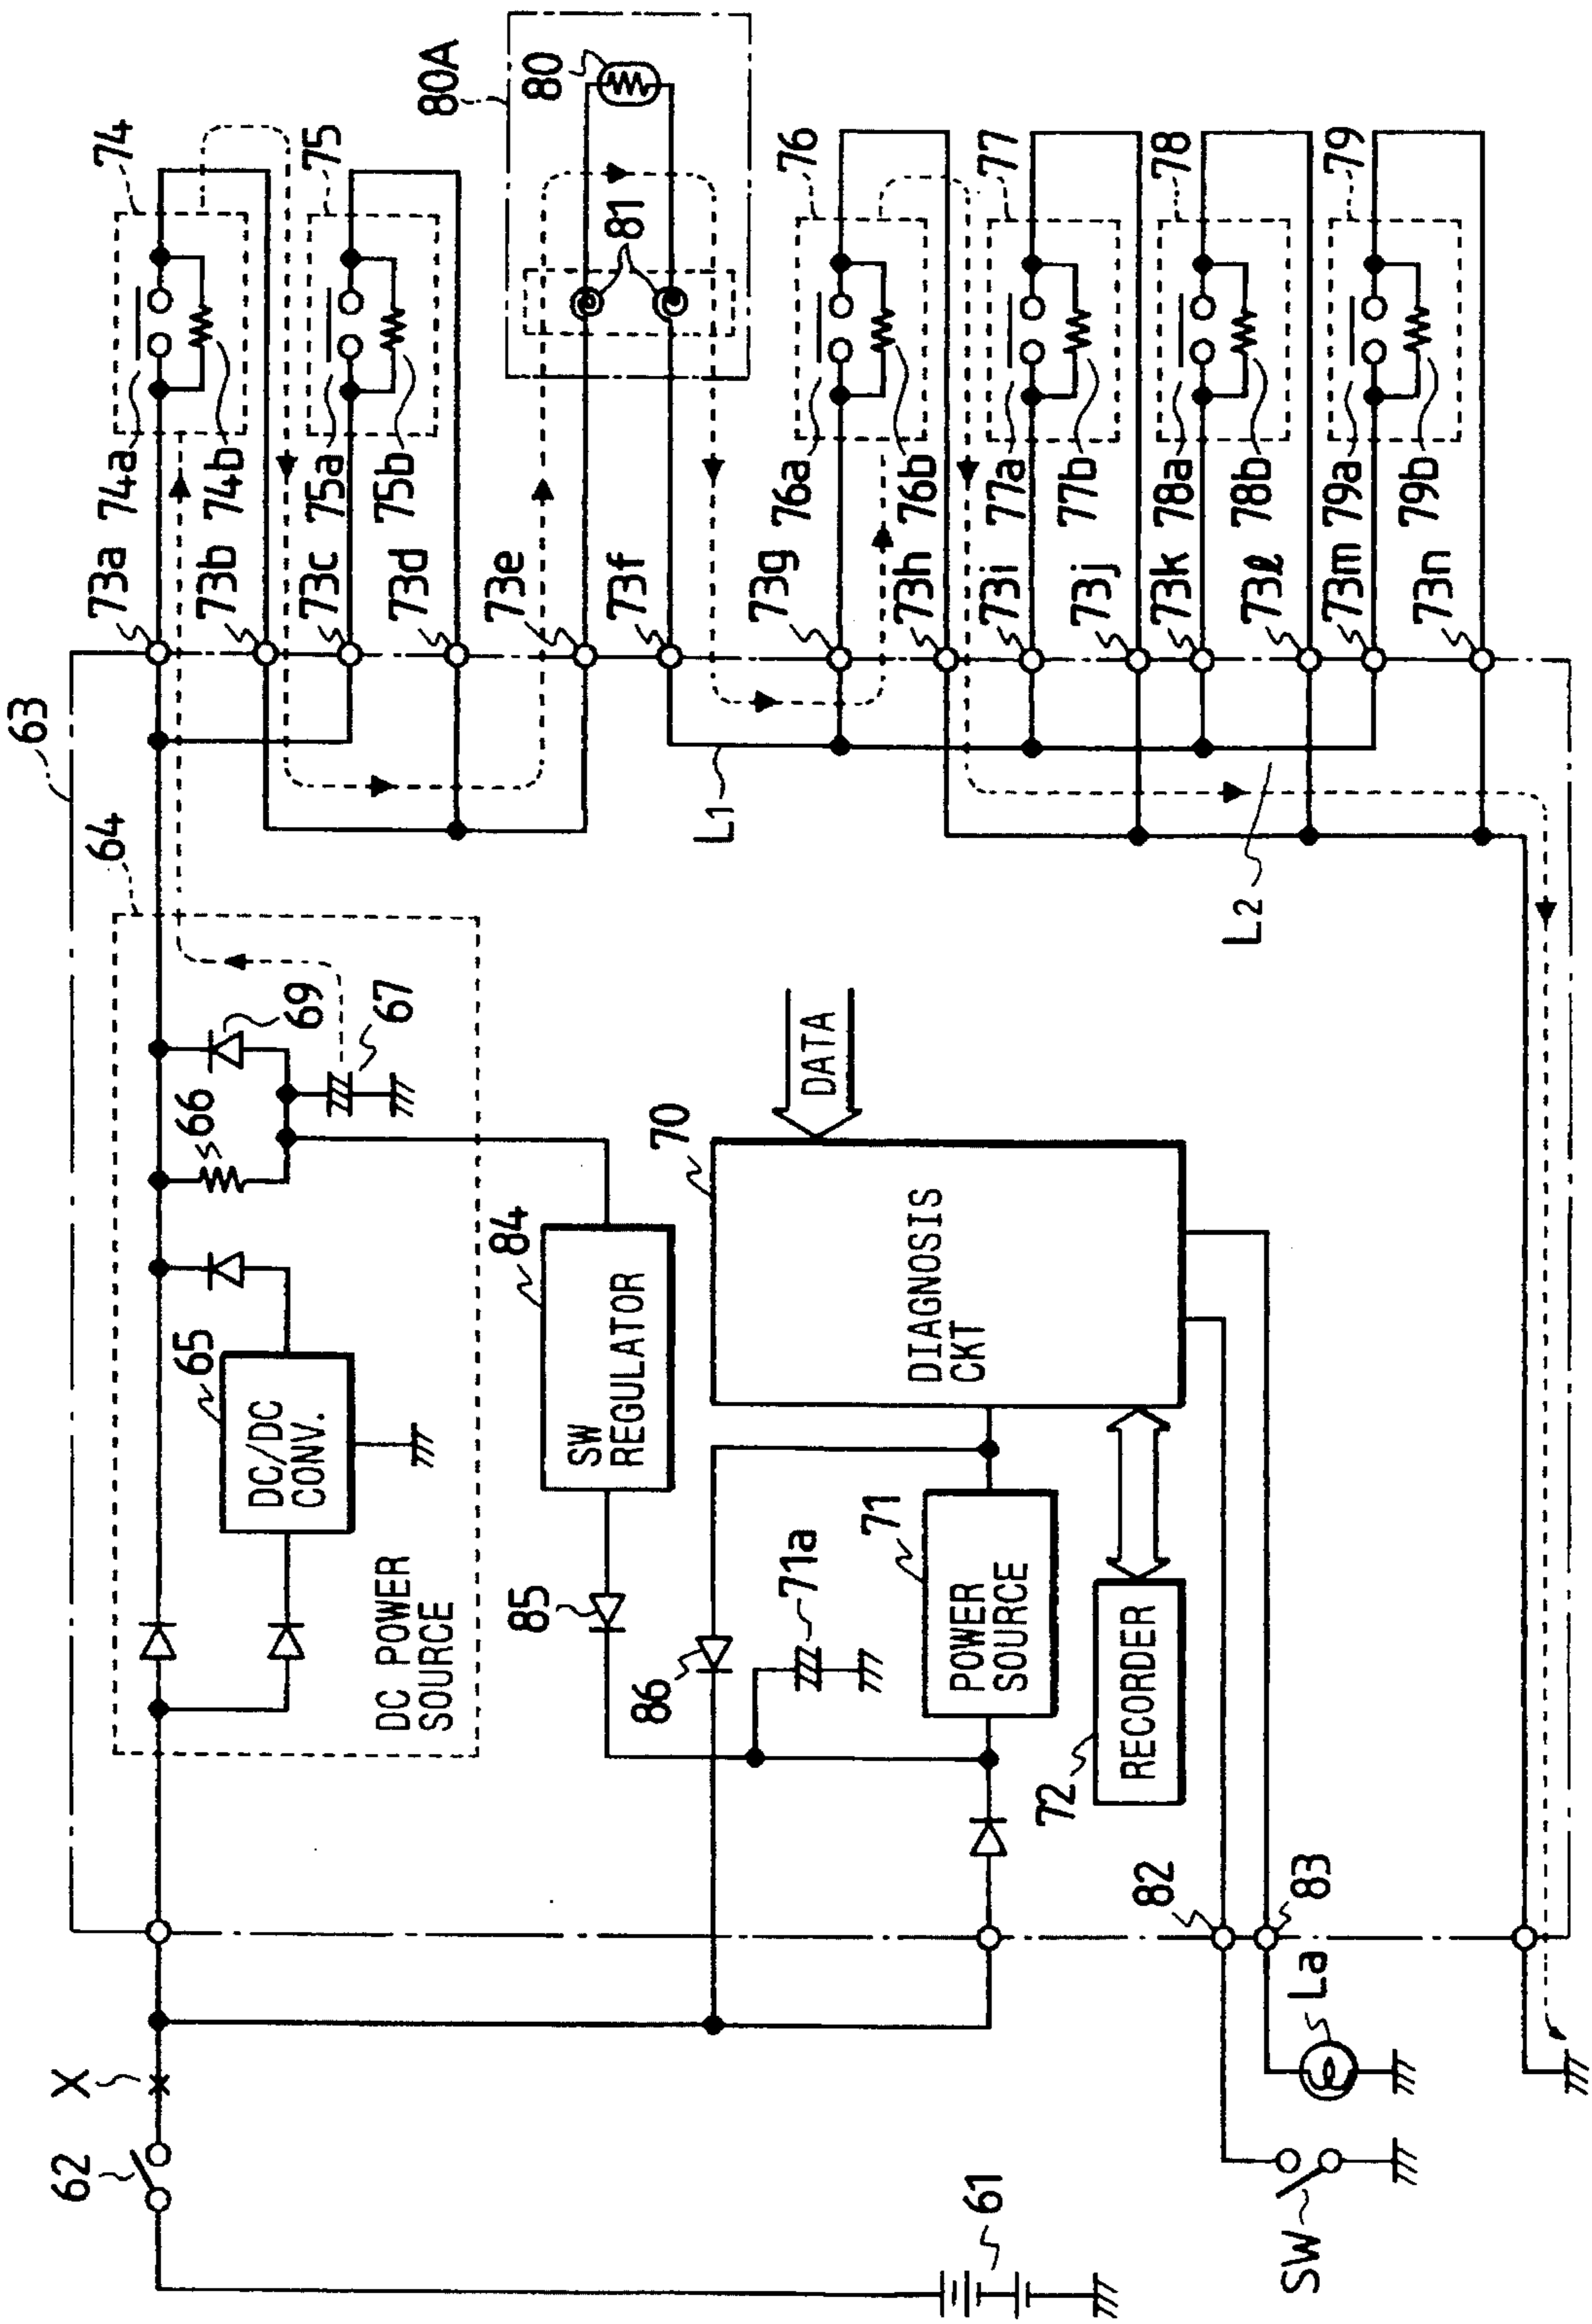 63
64
65
DC/DC
CONV.
66
69
67
DC POWER
SOURCE
84
SW
REGULATOR
85
86
71a
71
POWER
SOURCE
70
DIAGNOSIS
CKT
DATA
72
RECORDER
62
X
61
SW
La
82
83
L1
L2
73a
73b
73c
73d
73e
73f
73g
73h
73i
73j
73k
73ℓ
73m
73n
74
74a
74b
75
75a
75b
80A
80
81
76
76a
76b
77
77a
77b
78
78a
78b
79
79a
79b